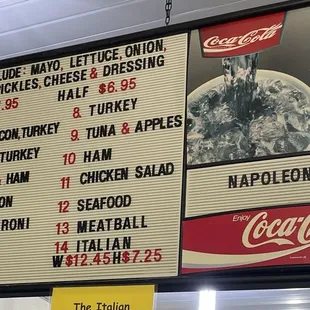 LUDE: MAYO, LETTUCE, ONION,
PICKLES, CHEESE & DRESSING
.95 HALF $6.95
8 TURKEY
CON, TURKEY 9 TUNA & APPLES
TURKEY 10 HAM
& HAM 11 CHICKEN SALAD
ON 12 SEAFOOD
RONI 13 MEATBALL
14 ITALIAN
W $12.45 H $7.25
The Italian
Coca-Cola
NAPOLEON
Enjoy
Coca-C